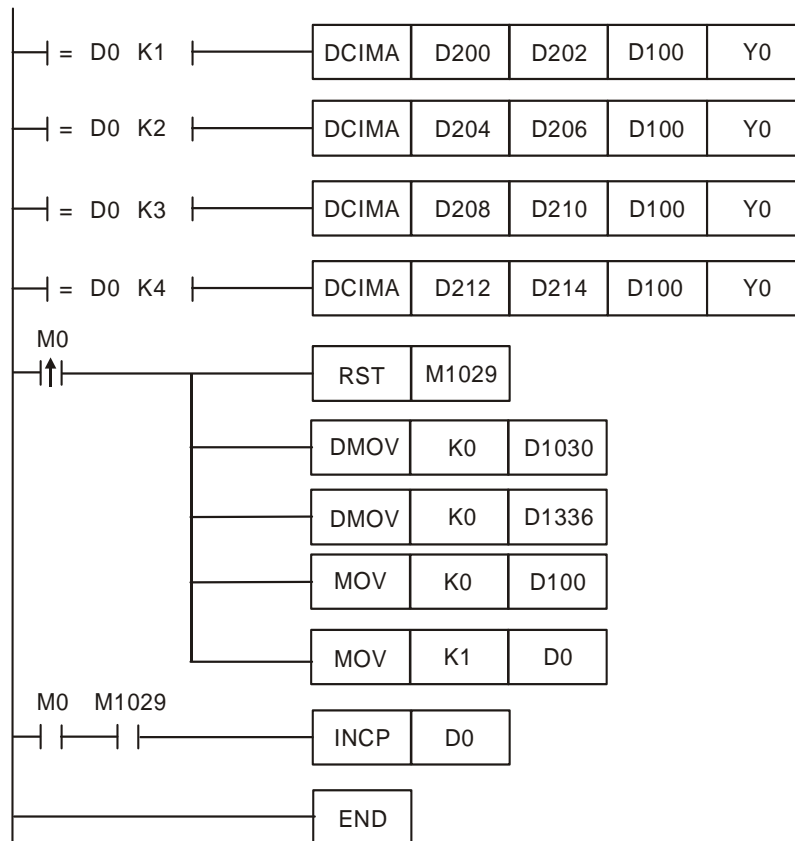 = D0 K1 DCIMA D200 D202 D100 Y0
= D0 K2 DCIMA D204 D206 D100 Y0
= D0 K3 DCIMA D208 D210 D100 Y0
= D0 K4 DCIMA D212 D214 D100 Y0
M0
RST M1029
DMOV K0 D1030
DMOV K0 D1336
MOV K0 D100
MOV K1 D0
M0 M1029
INCP D0
END